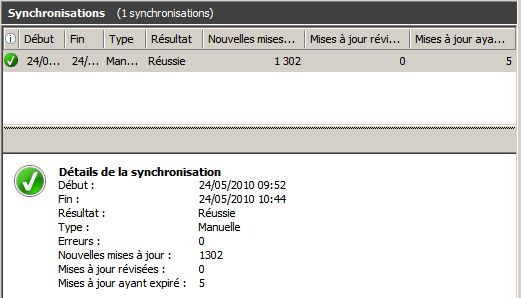 Synchronisations (1 synchronisations)
Début Fin Type Résultat Nouvelles mises... Mises à jour révi... Mises à jour aya...
24/0... 24/... Man... Réussie 1 302 0 5
Détails de la synchronisation
Début : 24/05/2010 09:52
Fin : 24/05/2010 10:44
Résultat : Réussie
Type : Manuelle
Erreurs : 0
Nouvelles mises à jour : 1302
Mises à jour révisées : 0
Mises à jour ayant expiré : 5